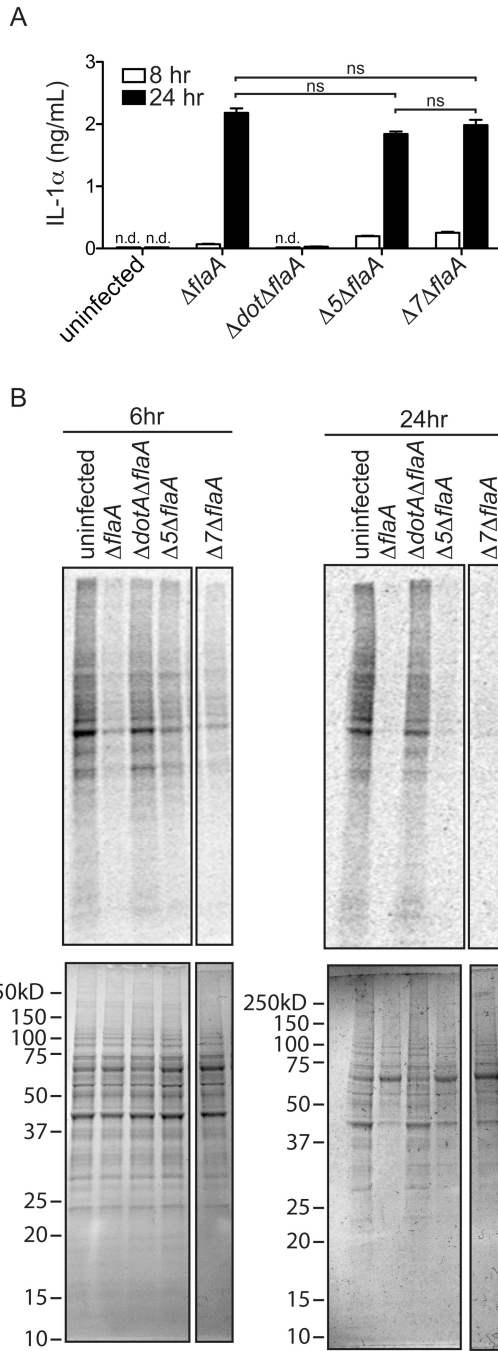 A
3
8 hr
24 hr
ns
ns
ns
2
1
0
IL-1α (ng/mL)
n.d. n.d.
n.d.
uninfected
ΔflaA
ΔdotΔflaA
Δ5ΔflaA
Δ7ΔflaA
B
6hr
24hr
uninfected
ΔflaA
ΔdotAΔflaA
Δ5ΔflaA
Δ7ΔflaA
uninfected
ΔflaA
ΔdotAΔflaA
Δ5ΔflaA
Δ7ΔflaA
50kD
150
100
75
50
37
25
20
15
10
250kD
150
100
75
50
37
25
20
15
10